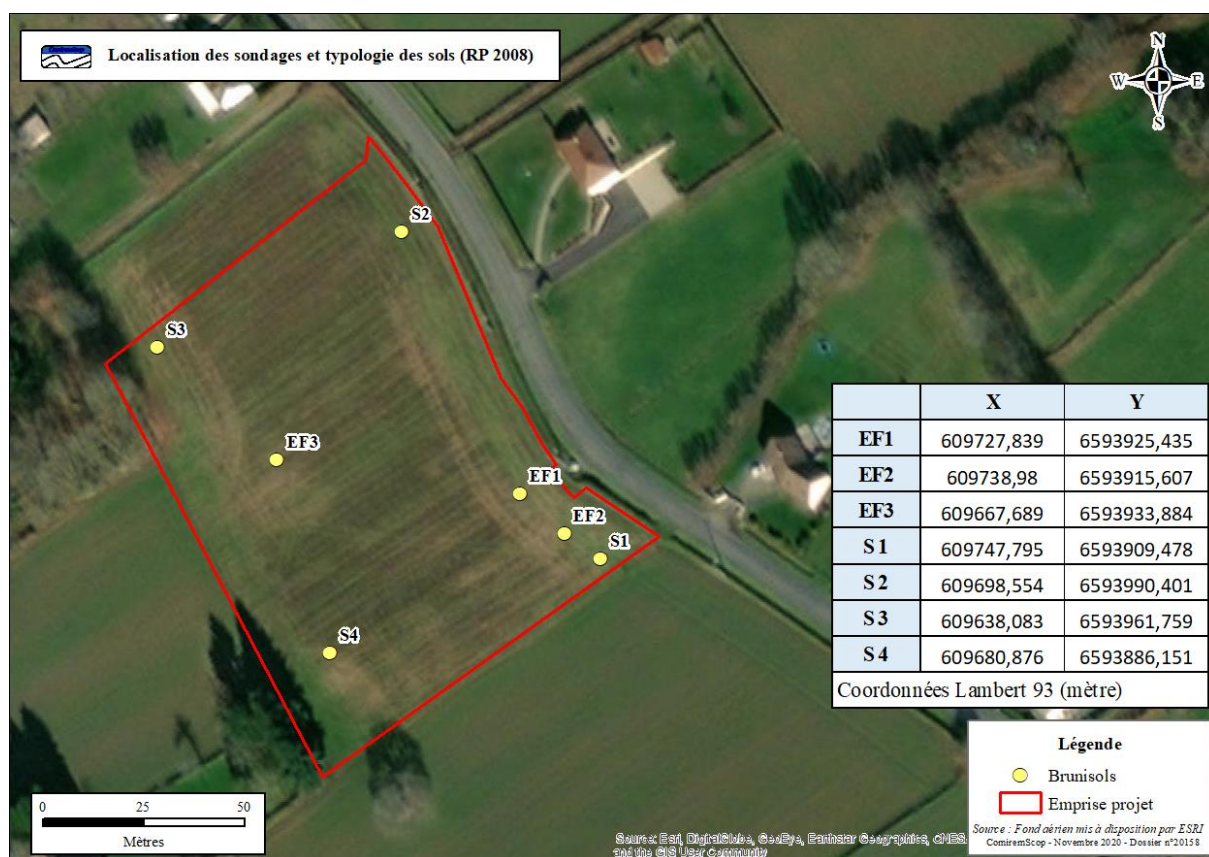 Localisation des sondages et typologie des sols (RP 2008)
N
W E
S
S2
S3
EF3
EF1
EF2
S1
S4
X Y
EF1 609727,839 6593925,435
EF2 609738,98 6593915,607
EF3 609667,689 6593933,884
S1 609747,795 6593909,478
S2 609698,554 6593990,401
S3 609638,083 6593961,759
S4 609680,876 6593886,151
Coordonnées Lambert 93 (mètre)
Légende
Brunisols
Emprise projet
Source : Fond aérien mis à disposition par ESRI
ComiremScop - Novembre 2020 - Dossier n°20158
0 25 50
Mètres
Source: Esri, DigitalGlobe, GeoEye, Earthstar Geographics, CNES
and the GIS User Community